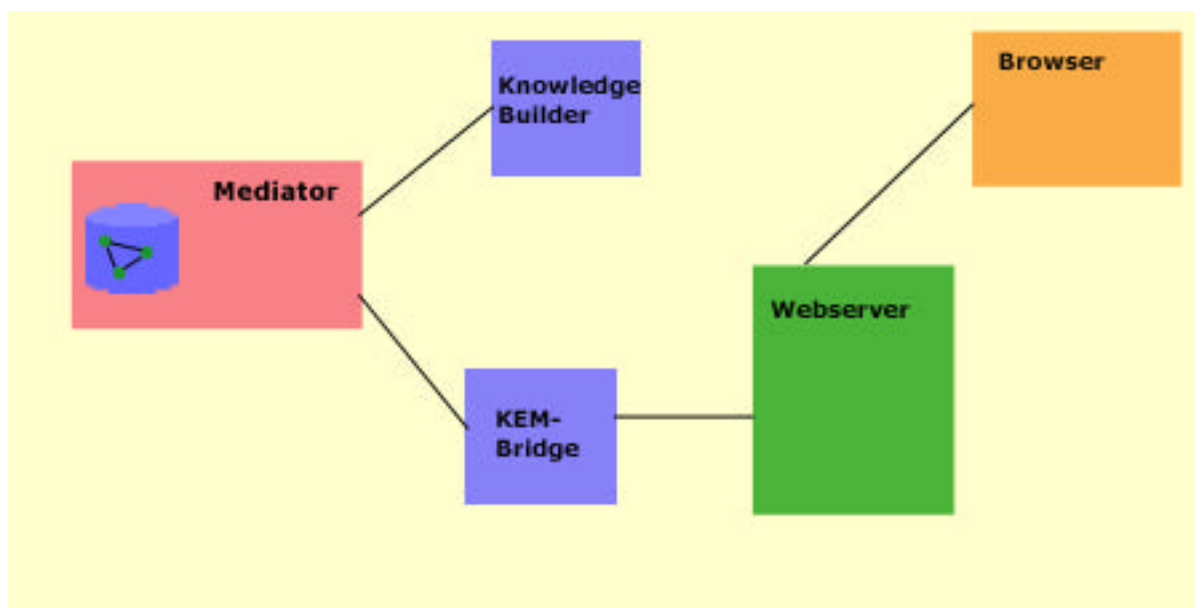 Knowledge
Builder
Browser
Mediator
Webserver
KEM-
Bridge